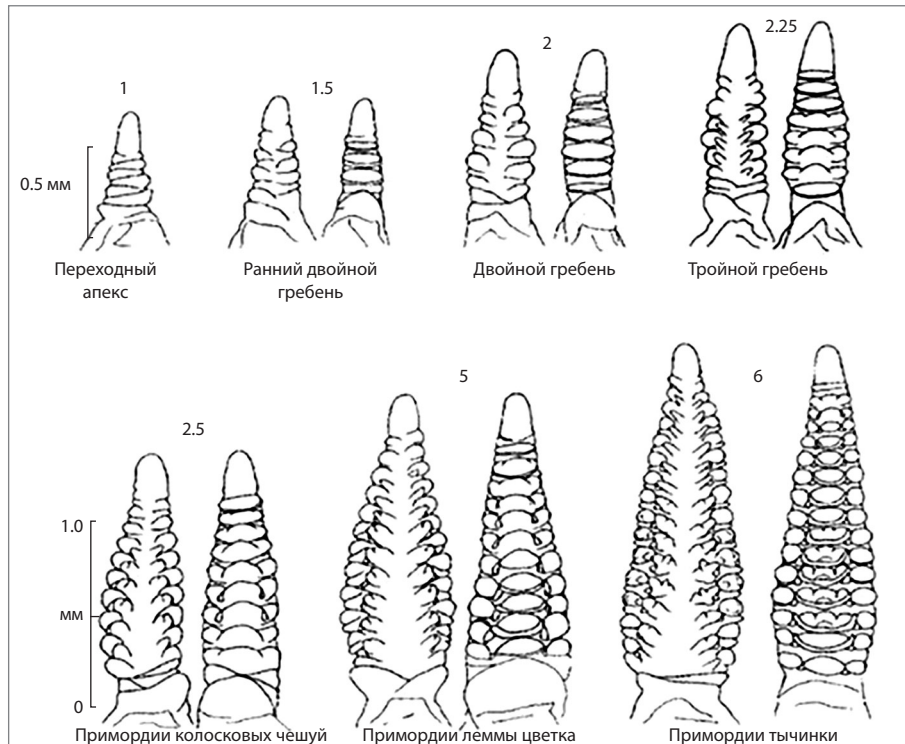 1
1.5
2
2.25
0.5 мм
Переходный
апекс
Ранний двойной
гребень
Двойной гребень
Тройной гребень
2.5
5
6
1.0
мм
0
Примордии колосковых чешуй
Примордии леммы цветка
Примордии тычинки